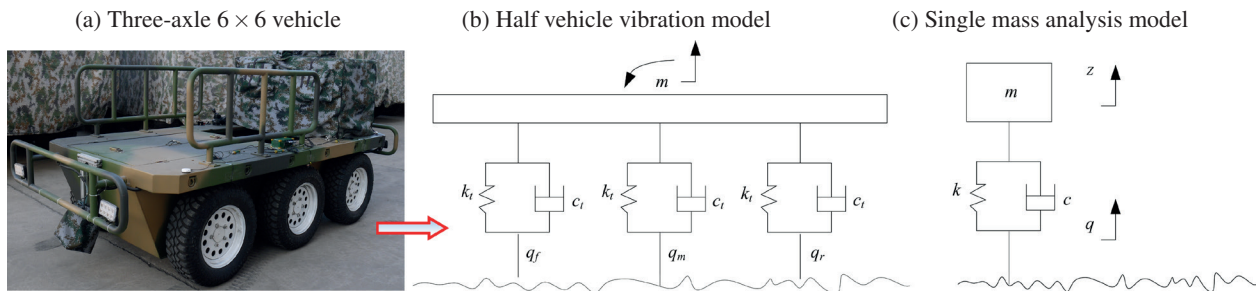 (a) Three-axle 6 × 6 vehicle
(b) Half vehicle vibration model
(c) Single mass analysis model
m
k_t
c_t
k_t
c_t
k_t
c_t
q_f
q_m
q_r
m
z
k
c
q